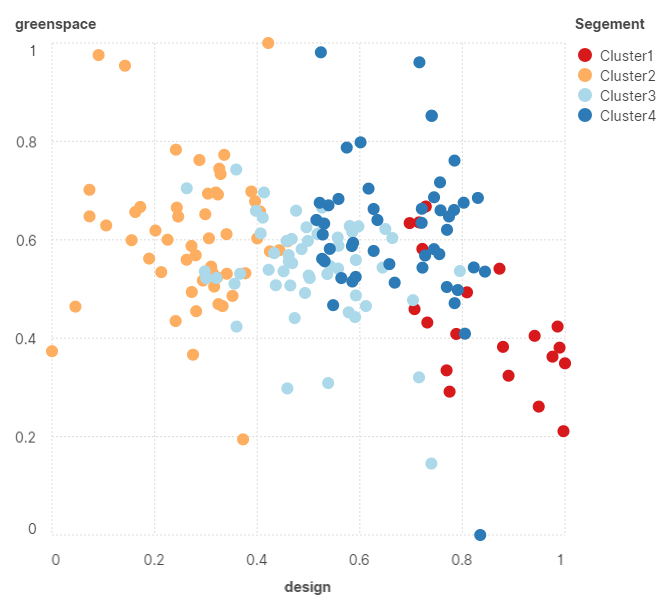 greenspace
Segement
Cluster1
Cluster2
Cluster3
Cluster4
1
0.8
0.6
0.4
0.2
0
0 0.2 0.4 0.6 0.8 1
design